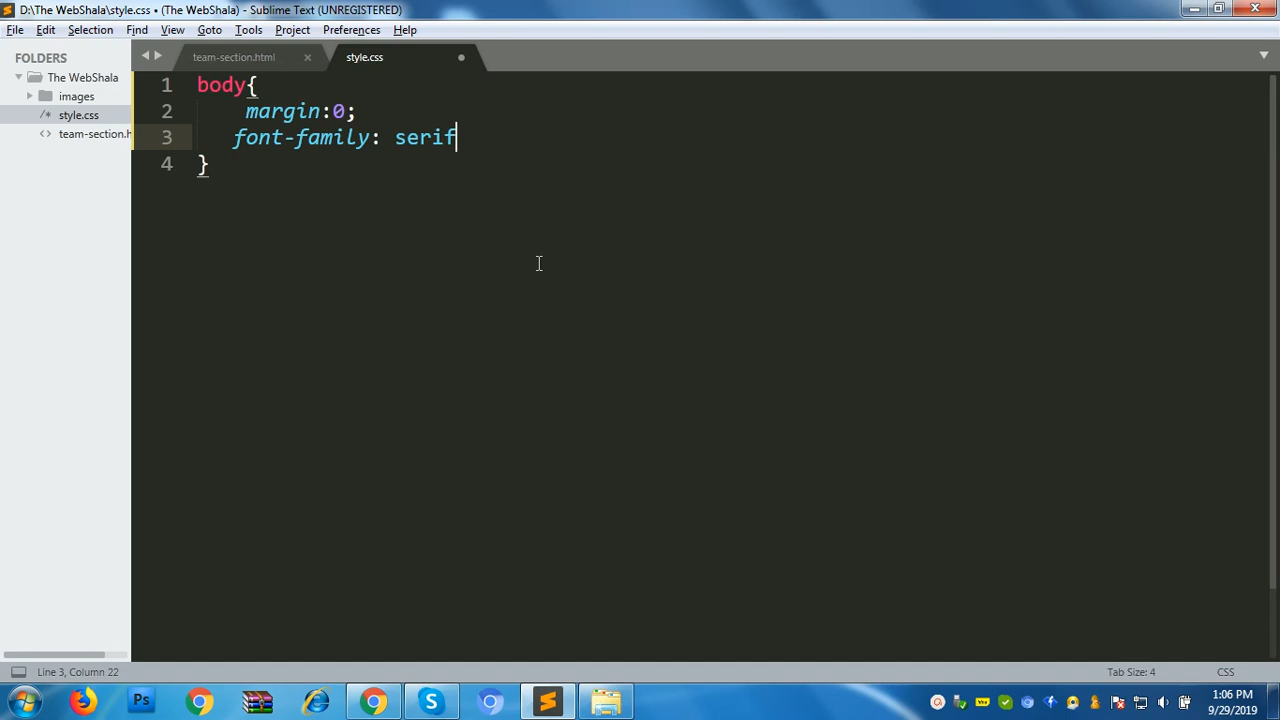 D:\The WebShala\style.css • (The WebShala) - Sublime Text (UNREGISTERED)
File Edit Selection Find View Goto Tools Project Preferences Help
FOLDERS
The WebShala
images
/* style.css
<> team-section.h
team-section.html
style.css
1 body{
2 margin:0;
3 font-family: serif
4 }
Line 3, Column 22
Tab Size: 4
CSS
1:06 PM
9/29/2019